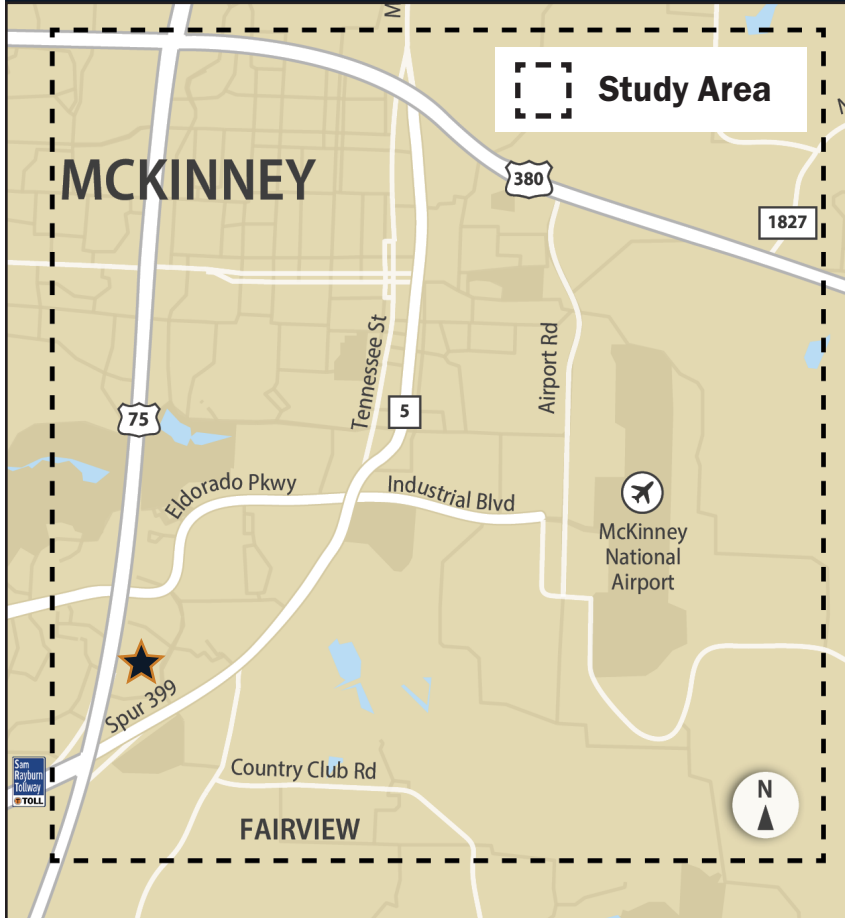 M
Study Area
N
MCKINNEY
380
1827
Tennessee St
Airport Rd
75
5
Eldorado Pkwy
Industrial Blvd
McKinney
National
Airport
Spur 399
Sam
Rayburn
Tollway
TOLL
Country Club Rd
N
FAIRVIEW